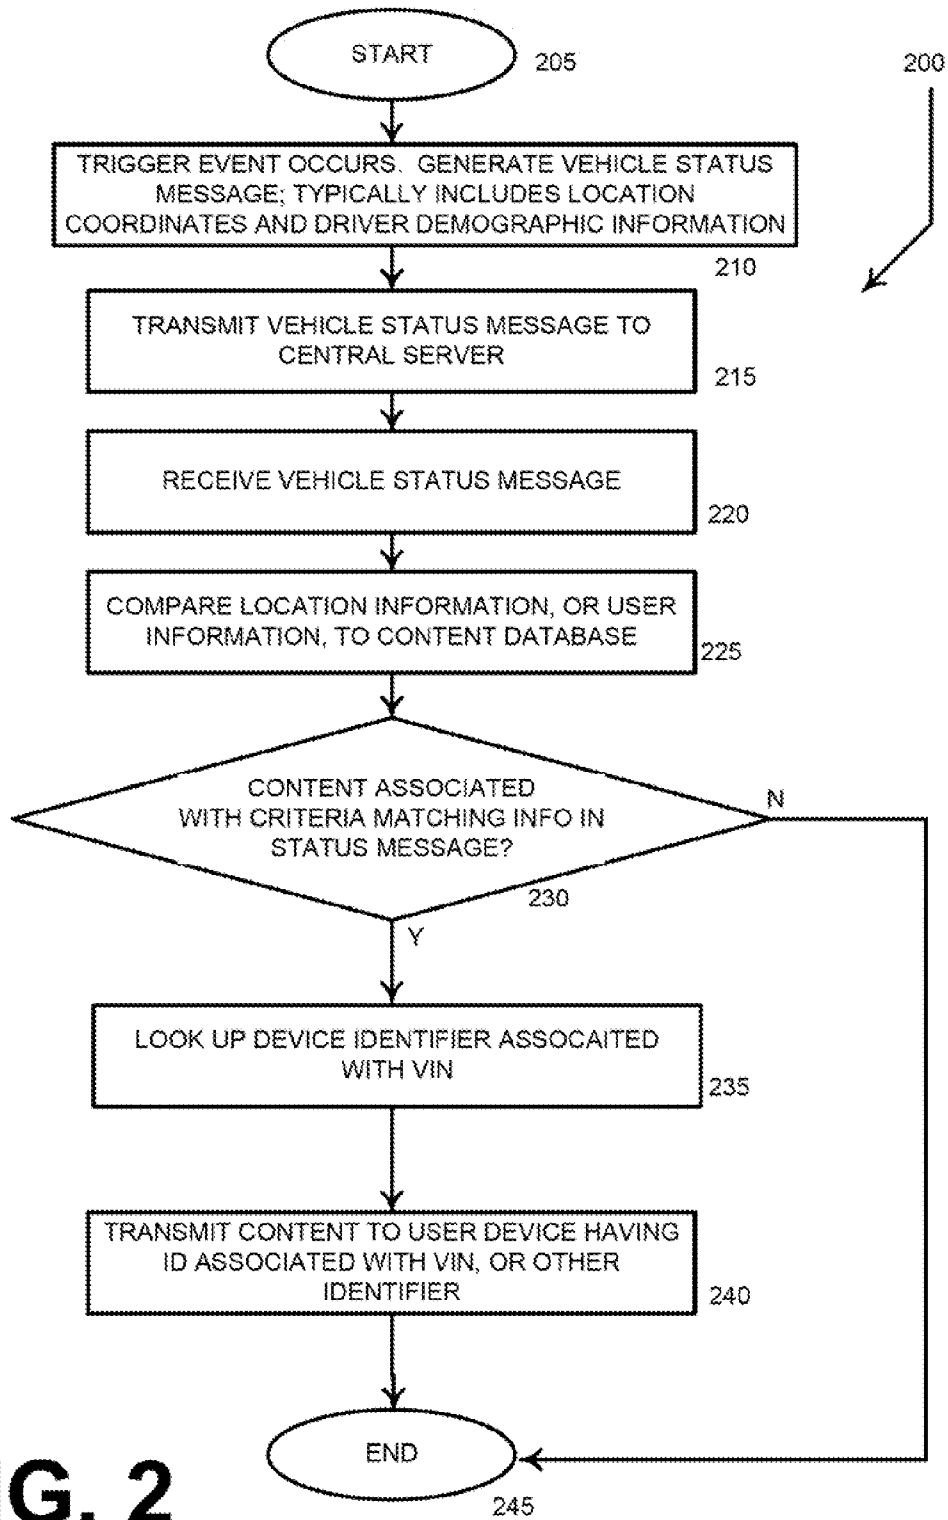 START
205
200
TRIGGER EVENT OCCURS. GENERATE VEHICLE STATUS
MESSAGE; TYPICALLY INCLUDES LOCATION
COORDINATES AND DRIVER DEMOGRAPHIC INFORMATION
210
TRANSMIT VEHICLE STATUS MESSAGE TO
CENTRAL SERVER
215
RECEIVE VEHICLE STATUS MESSAGE
220
COMPARE LOCATION INFORMATION, OR USER
INFORMATION, TO CONTENT DATABASE
225
CONTENT ASSOCIATED
WITH CRITERIA MATCHING INFO IN
STATUS MESSAGE?
N
230
Y
LOOK UP DEVICE IDENTIFIER ASSOCAITED
WITH VIN
235
TRANSMIT CONTENT TO USER DEVICE HAVING
ID ASSOCIATED WITH VIN, OR OTHER
IDENTIFIER
240
END
245
G. 2